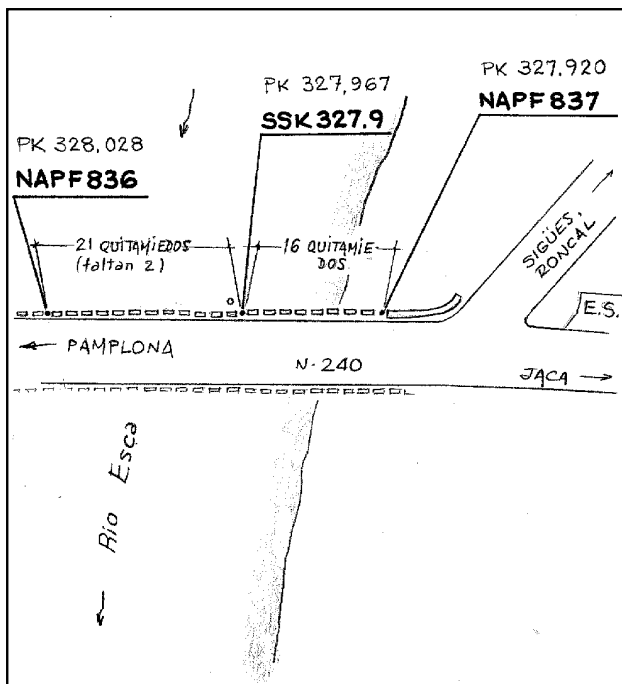 PK 327,967
SSK 327.9
PK 327.920
NAPF 837
PK 328,028
NAPF 836
21 QUITAMIEDOS
(faltan 2)
16 QUITAMIE
DOS
SIGÜES,
RONCAL
E.S.
PAMPLONA
N-240
JACA
Rio Esca